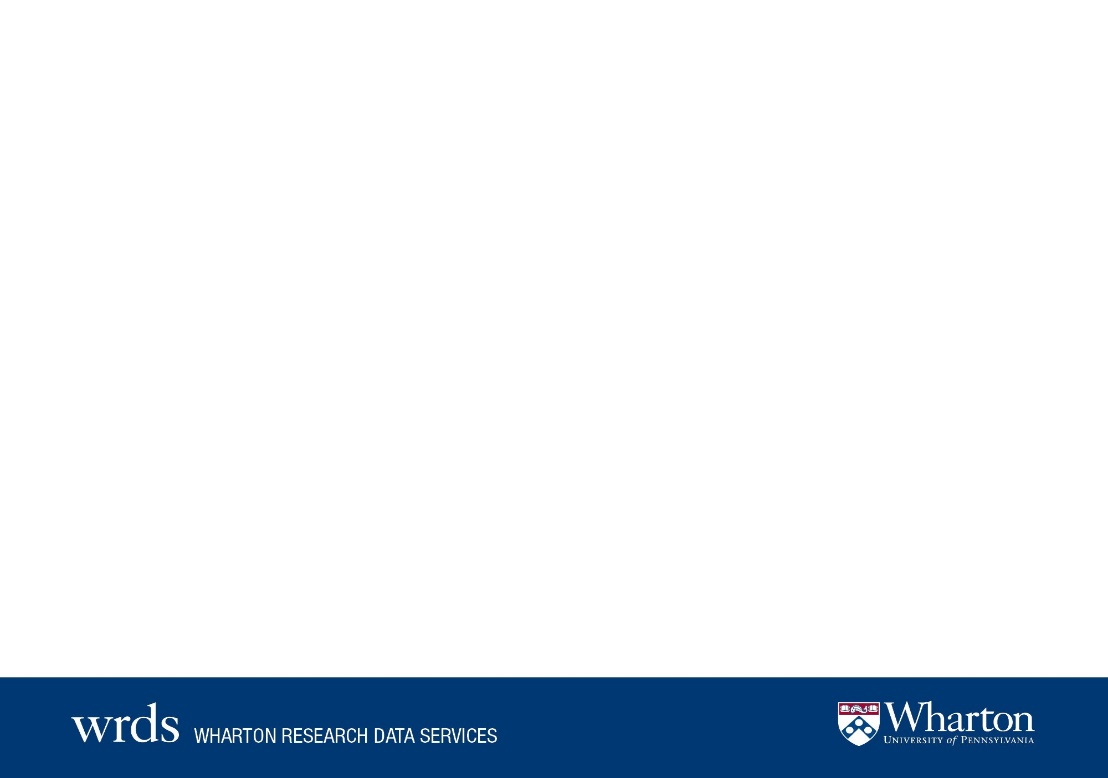 wrds WHARTON RESEARCH DATA SERVICES
Wharton
UNIVERSITY of PENNSYLVANIA